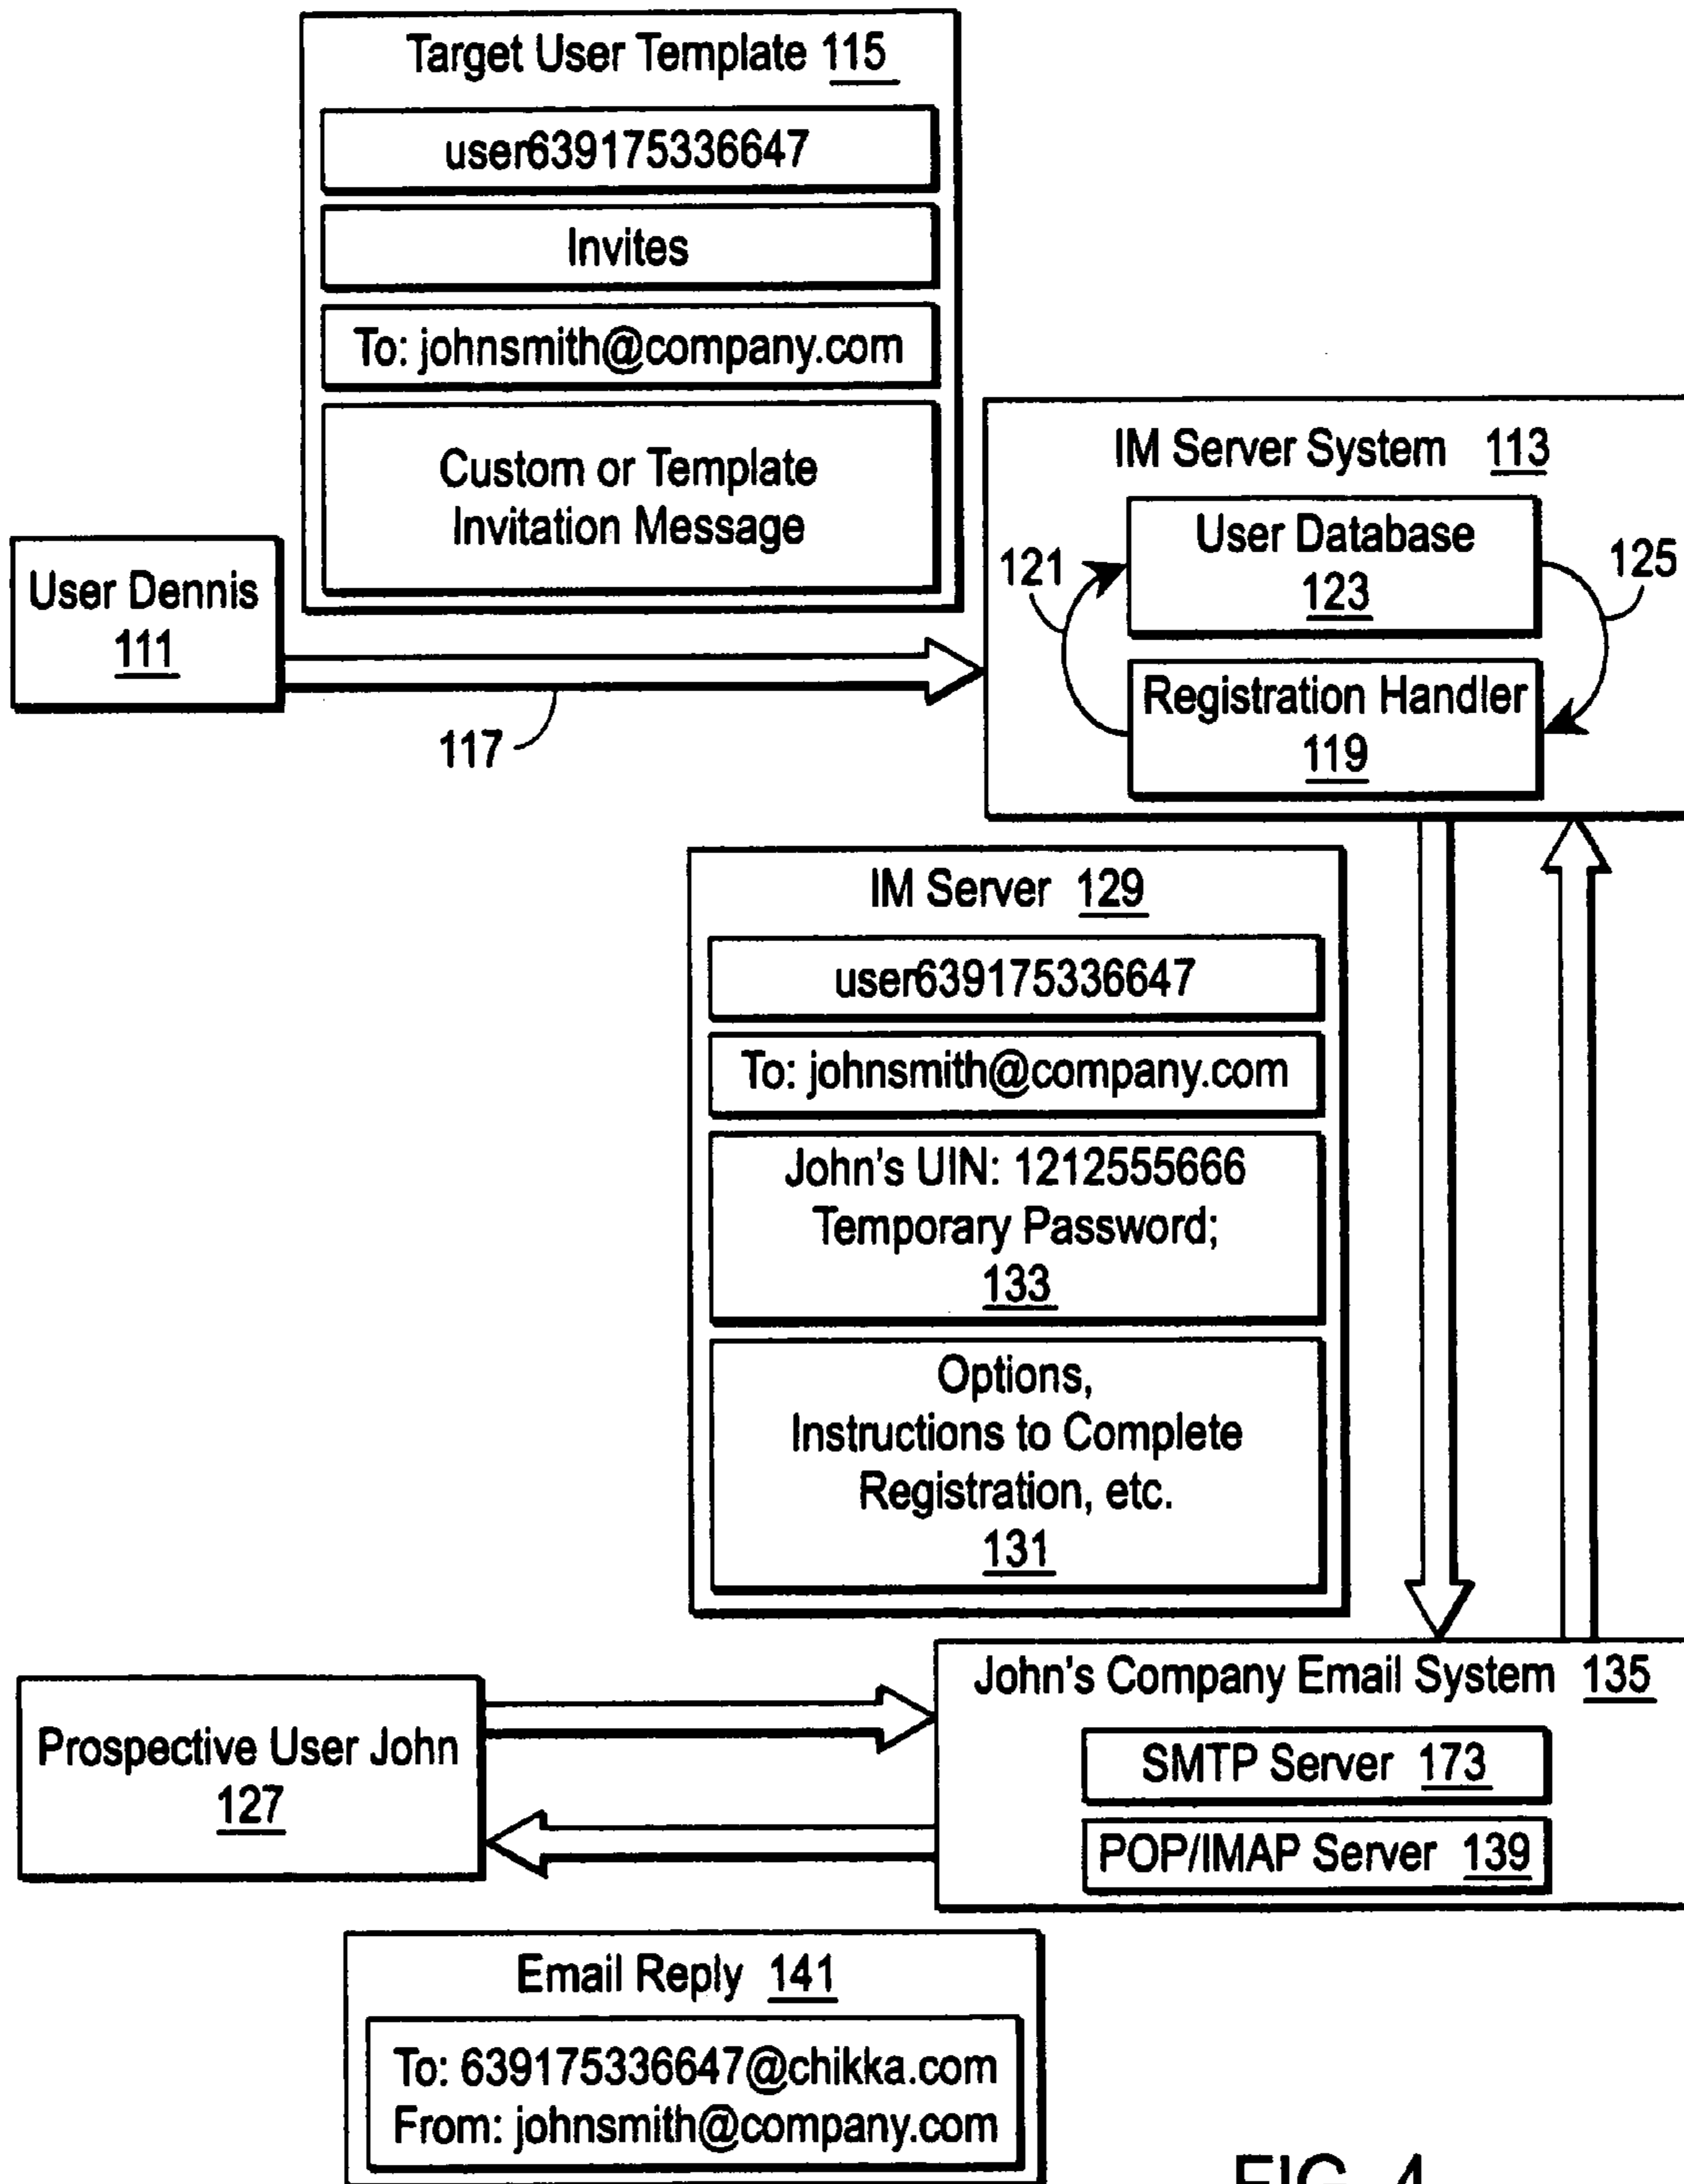 Target User Template 115
user639175336647
Invites
To: johnsmith@company.com
Custom or Template
Invitation Message
User Dennis
111
117
IM Server System 113
User Database
123
121
125
Registration Handler
119
IM Server 129
user639175336647
To: johnsmith@company.com
John's UIN: 1212555666
Temporary Password;
133
Options,
Instructions to Complete
Registration, etc.
131
Prospective User John
127
John's Company Email System 135
SMTP Server 173
POP/IMAP Server 139
Email Reply 141
To: 639175336647@chikka.com
From: johnsmith@company.com
FIG. 4